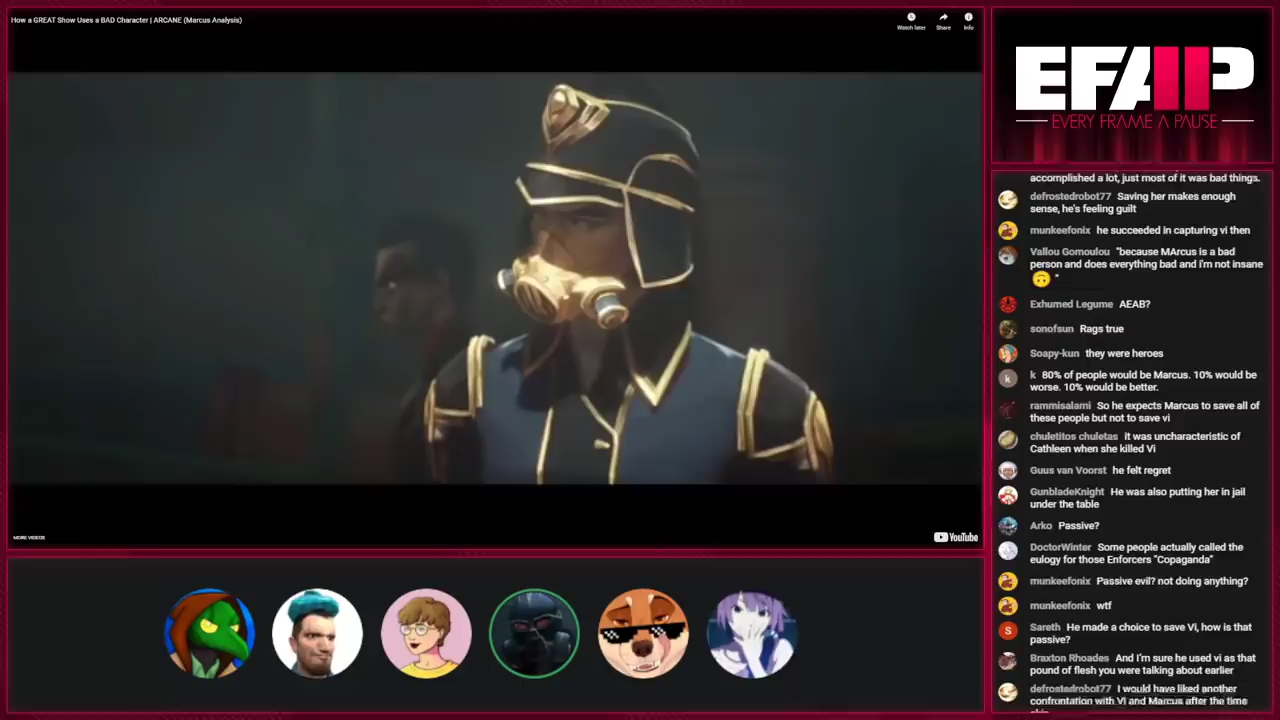 How a GREAT Show Uses a BAD Character | ARCANE (Marcus Analysis)
Watch later
Share
Info
MORE VIDEOS
YouTube
EFAP
EVERY FRAME A PAUSE
accomplished a lot, just most of it was bad things.
defrostedrobot77 Saving her makes enough
sense, he's feeling guilt
munkeefonix he succeeded in capturing vi then
Vallou Gomoulou "because MArcus is a bad
person and does everything bad and i'm not insane
"
Exhumed Legume AEAB?
sonofsun Rags true
Soapy-kun they were heroes
k 80% of people would be Marcus. 10% would be
worse. 10% would be better.
rammisalami So he expects MArcus to save all of
these people but not to save vi
chuletitos chuletas it was uncharacteristic of
Cathleen when she killed Vi
Guus van Voorst he felt regret
GunbladeKnight He was also putting her in jail
under the table
Arko Passive?
DoctorWinter Some people actually called the
eulogy for those Enforcers "Copaganda"
munkeefonix Passive evil? not doing anything?
munkeefonix wtf
S
Sareth He made a choice to save Vi, how is that
passive?
Braxton Rhoades And I'm sure he used vi as that
pound of flesh you were talking about earlier
defrostedrobot77 I would have liked another
confrontation with Vi and Marcus after the time
skip